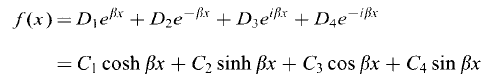 f(x) = D₁e^{βx} + D₂e^{−βx} + D₃e^{iβx} + D₄e^{−iβx}
= C₁ cosh βx + C₂ sinh βx + C₃ cos βx + C₄ sin βx